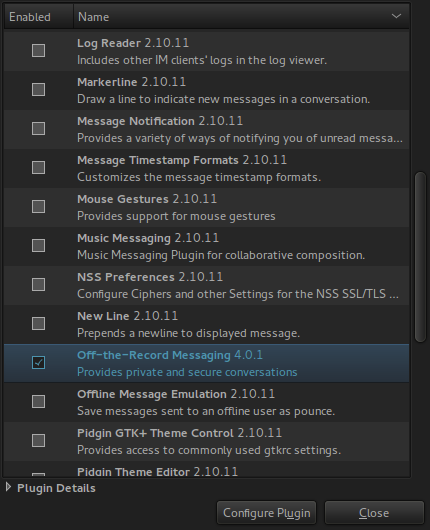 Enabled Name
Log Reader 2.10.11
Includes other IM clients' logs in the log viewer.
Markerline 2.10.11
Draw a line to indicate new messages in a conversation.
Message Notification 2.10.11
Provides a variety of ways of notifying you of unread messa...
Message Timestamp Formats 2.10.11
Customizes the message timestamp formats.
Mouse Gestures 2.10.11
Provides support for mouse gestures
Music Messaging 2.10.11
Music Messaging Plugin for collaborative composition.
NSS Preferences 2.10.11
Configure Ciphers and other Settings for the NSS SSL/TLS ...
New Line 2.10.11
Prepends a newline to displayed message.
Off-the-Record Messaging 4.0.1
Provides private and secure conversations
Offline Message Emulation 2.10.11
Save messages sent to an offline user as pounce.
Pidgin GTK+ Theme Control 2.10.11
Provides access to commonly used gtkrc settings.
Pidgin Theme Editor 2.10.11
Plugin Details
Configure Plugin Close